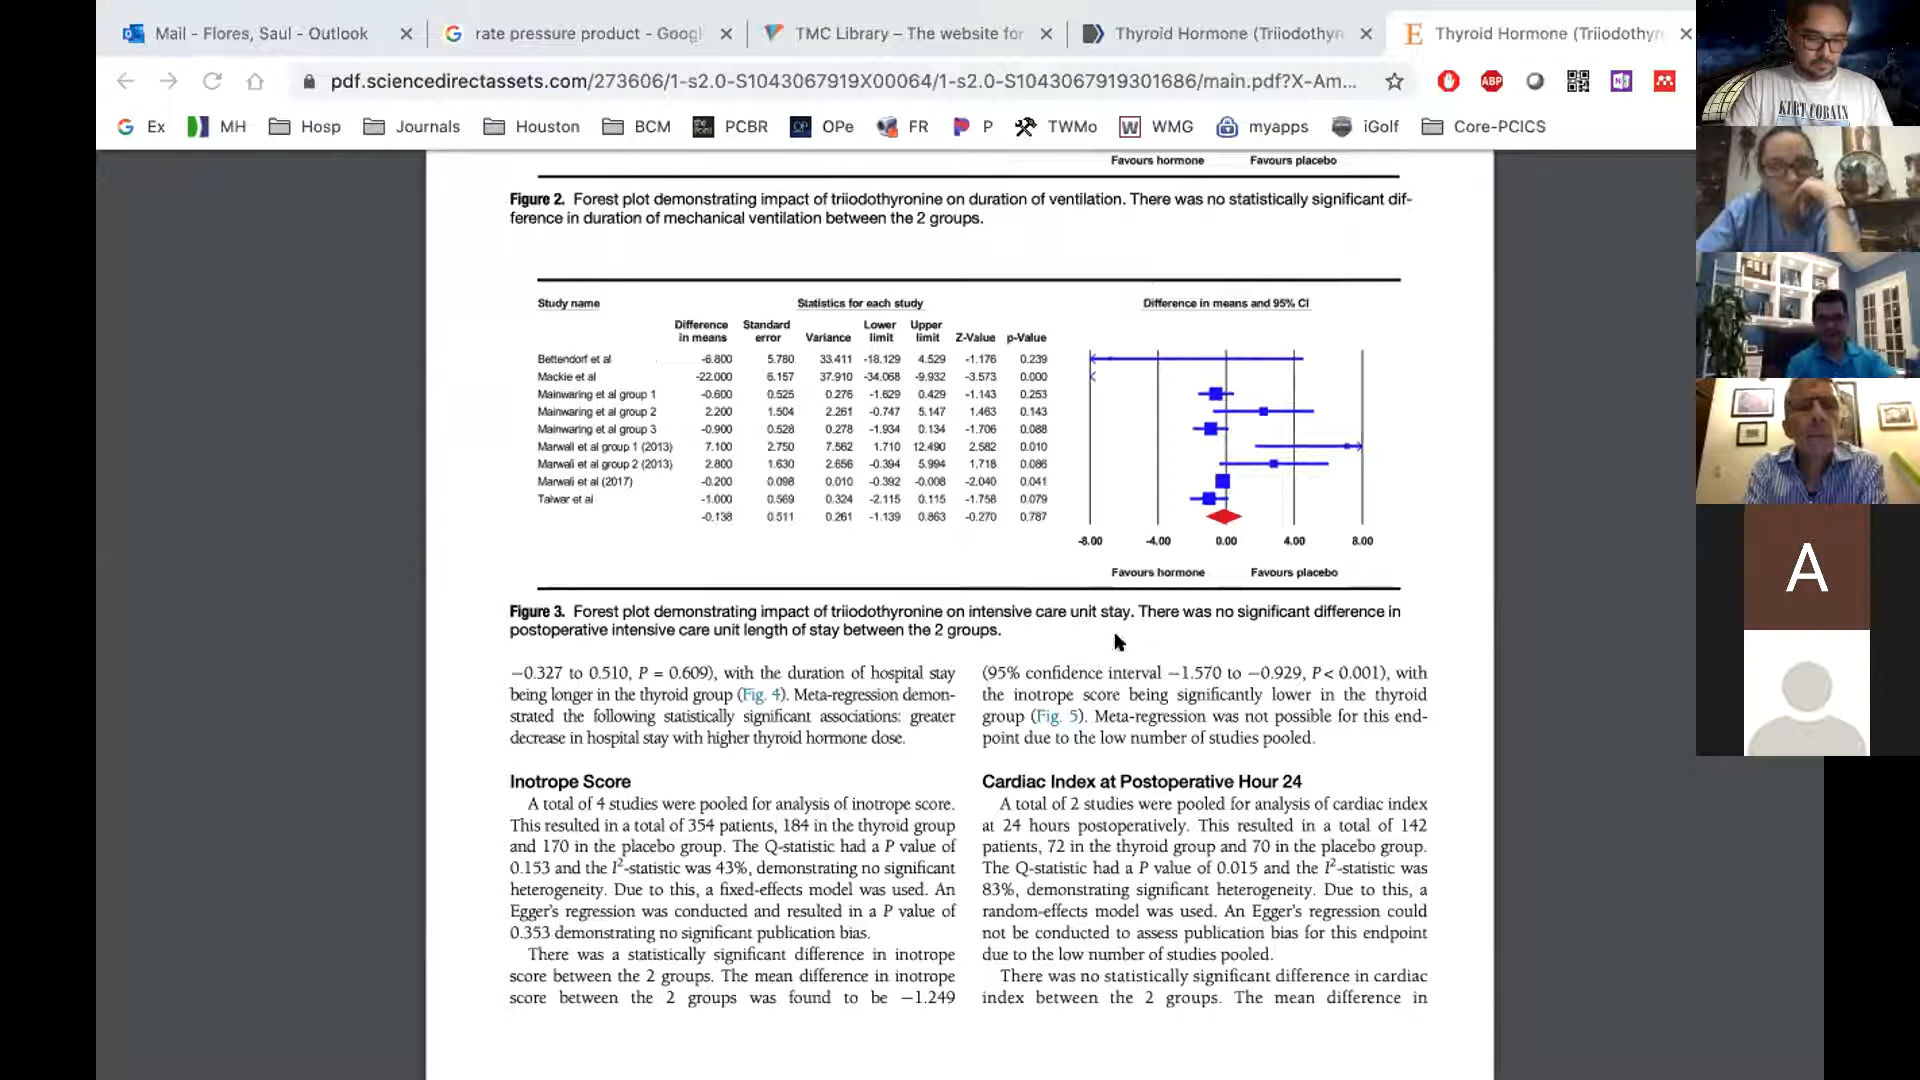 Mail - Flores, Saul - Outlook
rate pressure product - Googl
TMC Library – The website for
Thyroid Hormone (Triiodothyr
Thyroid Hormone (Triiodothyr
pdf.sciencedirectassets.com/273606/1-s2.0-S1043067919X00064/1-s2.0-S1043067919301686/main.pdf?X-Am...
ABP
Ex MH Hosp Journals Houston BCM PCBR OPe FR P TWMo WMG myapps iGolf Core-PCICS
KURT COBAIN
Favours hormone Favours placebo
Figure 2. Forest plot demonstrating impact of triiodothyronine on duration of ventilation. There was no statistically significant dif-
ference in duration of mechanical ventilation between the 2 groups.
Study name Statistics for each study Difference in means and 95% CI
Difference Standard Lower Upper
in means error Variance limit limit Z-Value p-Value
Bettendorf et al -6.800 5.780 33.411 -18.129 4.529 -1.176 0.239
Mackie et al -22.000 6.157 37.910 -34.068 -9.932 -3.573 0.000
Mainwaring et al group 1 -0.600 0.525 0.276 -1.629 0.429 -1.143 0.253
Mainwaring et al group 2 2.200 1.504 2.261 -0.747 5.147 1.463 0.143
Mainwaring et al group 3 -0.900 0.528 0.278 -1.934 0.134 -1.706 0.088
Marwali et al group 1 (2013) 7.100 2.750 7.562 1.710 12.490 2.582 0.010
Marwali et al group 2 (2013) 2.800 1.630 2.656 -0.394 5.994 1.718 0.086
Marwali et al (2017) -0.200 0.098 0.010 -0.392 -0.008 -2.040 0.041
Talwar et al -1.000 0.569 0.324 -2.115 0.115 -1.758 0.079
-0.138 0.511 0.261 -1.139 0.863 -0.270 0.787
-8.00 -4.00 0.00 4.00 8.00
Favours hormone Favours placebo
Figure 3. Forest plot demonstrating impact of triiodothyronine on intensive care unit stay. There was no significant difference in
postoperative intensive care unit length of stay between the 2 groups.
−0.327 to 0.510, P = 0.609), with the duration of hospital stay
being longer in the thyroid group (Fig. 4). Meta-regression demon-
strated the following statistically significant associations: greater
decrease in hospital stay with higher thyroid hormone dose.
Inotrope Score
A total of 4 studies were pooled for analysis of inotrope score.
This resulted in a total of 354 patients, 184 in the thyroid group
and 170 in the placebo group. The Q-statistic had a P value of
0.153 and the I²-statistic was 43%, demonstrating no significant
heterogeneity. Due to this, a fixed-effects model was used. An
Egger's regression was conducted and resulted in a P value of
0.353 demonstrating no significant publication bias.
There was a statistically significant difference in inotrope
score between the 2 groups. The mean difference in inotrope
score between the 2 groups was found to be −1.249
(95% confidence interval −1.570 to −0.929, P < 0.001), with
the inotrope score being significantly lower in the thyroid
group (Fig. 5). Meta-regression was not possible for this end-
point due to the low number of studies pooled.
Cardiac Index at Postoperative Hour 24
A total of 2 studies were pooled for analysis of cardiac index
at 24 hours postoperatively. This resulted in a total of 142
patients, 72 in the thyroid group and 70 in the placebo group.
The Q-statistic had a P value of 0.015 and the I²-statistic was
83%, demonstrating significant heterogeneity. Due to this, a
random-effects model was used. An Egger's regression could
not be conducted to assess publication bias for this endpoint
due to the low number of studies pooled.
There was no statistically significant difference in cardiac
index between the 2 groups. The mean difference in
A